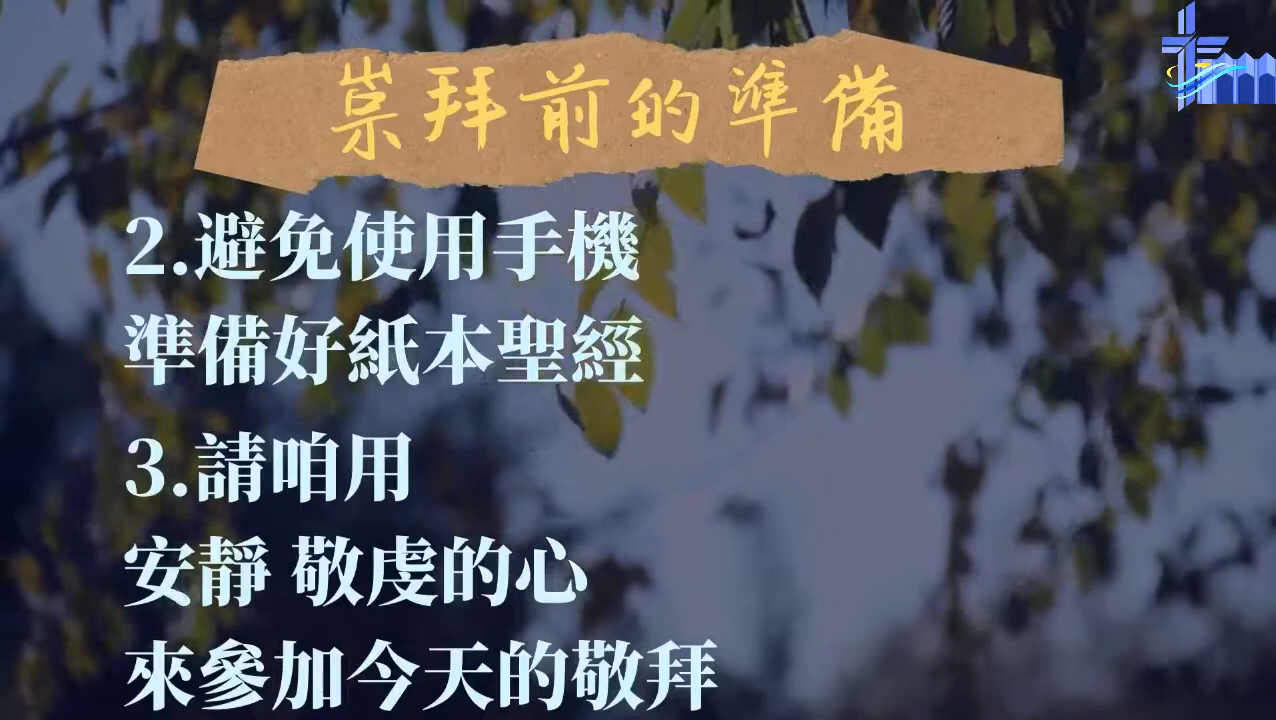 崇拜前的準備
2.避免使用手機
準備好紙本聖經
3.請咱用
安靜 敬虔的心
來參加今天的敬拜